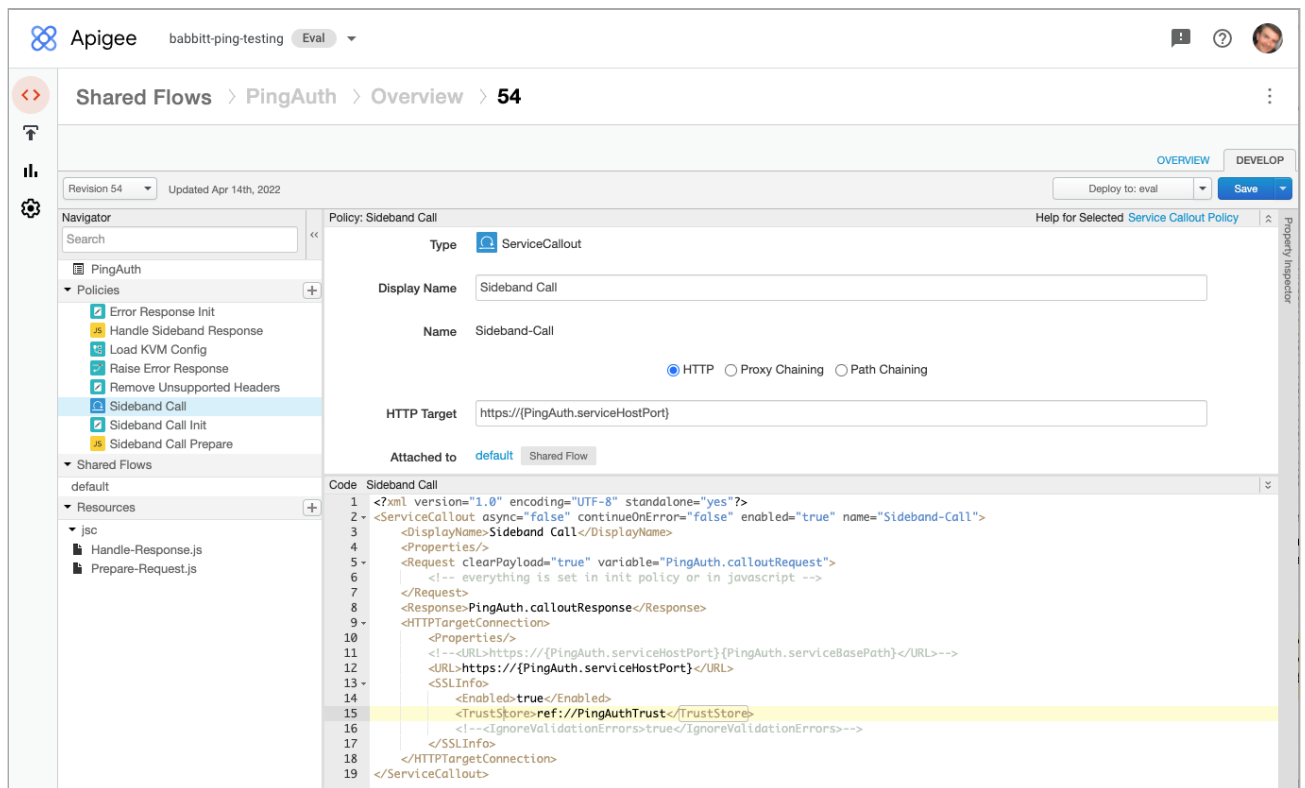 Apigee babbitt-ping-testing Eval
Shared Flows > PingAuth > Overview > 54
OVERVIEW DEVELOP
Revision 54 Updated Apr 14th, 2022 Deploy to: eval Save
Navigator
Search
PingAuth
Policies
Error Response Init
JS Handle Sideband Response
Load KVM Config
Raise Error Response
Remove Unsupported Headers
Sideband Call
Sideband Call Init
JS Sideband Call Prepare
Shared Flows
default
Resources
jsc
Handle-Response.js
Prepare-Request.js
Policy: Sideband Call Help for Selected Service Callout Policy
Type ServiceCallout
Display Name Sideband Call
Name Sideband-Call
HTTP Proxy Chaining Path Chaining
HTTP Target https://{PingAuth.serviceHostPort}
Attached to default Shared Flow
Property Inspector
Code Sideband Call
1 <?xml version="1.0" encoding="UTF-8" standalone="yes"?>
2 <ServiceCallout async="false" continueOnError="false" enabled="true" name="Sideband-Call">
3 <DisplayName>Sideband Call</DisplayName>
4 <Properties/>
5 <Request clearPayload="true" variable="PingAuth.calloutRequest">
6 <!-- everything is set in init policy or in javascript -->
7 </Request>
8 <Response>PingAuth.calloutResponse</Response>
9 <HTTPTargetConnection>
10 <Properties/>
11 <!--<URL>https://{PingAuth.serviceHostPort}{PingAuth.serviceBasePath}</URL>-->
12 <URL>https://{PingAuth.serviceHostPort}</URL>
13 <SSLInfo>
14 <Enabled>true</Enabled>
15 <TrustStore>ref://PingAuthTrust</TrustStore>
16 <!--<IgnoreValidationErrors>true</IgnoreValidationErrors>-->
17 </SSLInfo>
18 </HTTPTargetConnection>
19 </ServiceCallout>